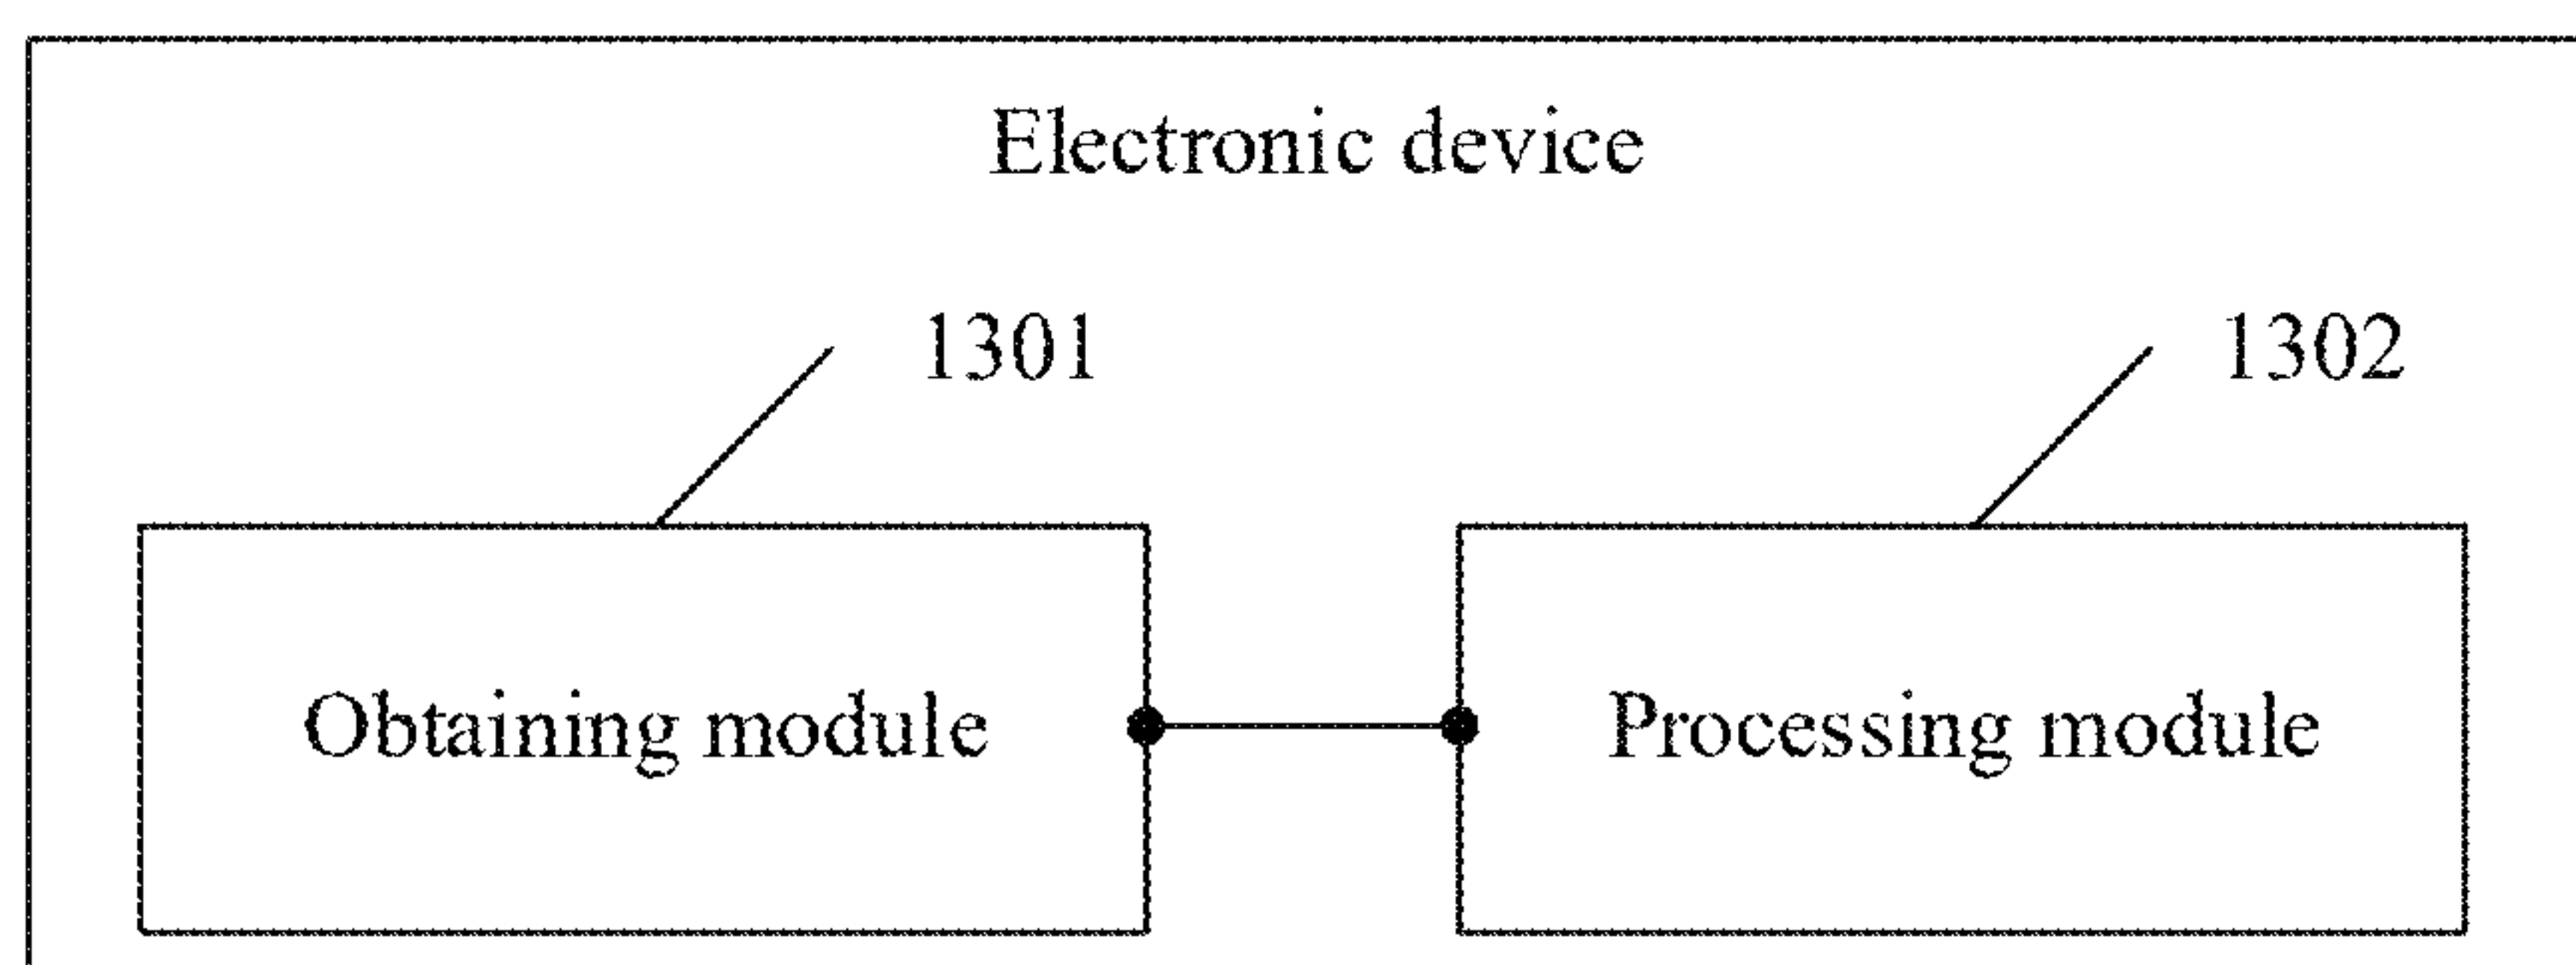 Electronic device
1301
1302
Obtaining module
Processing module